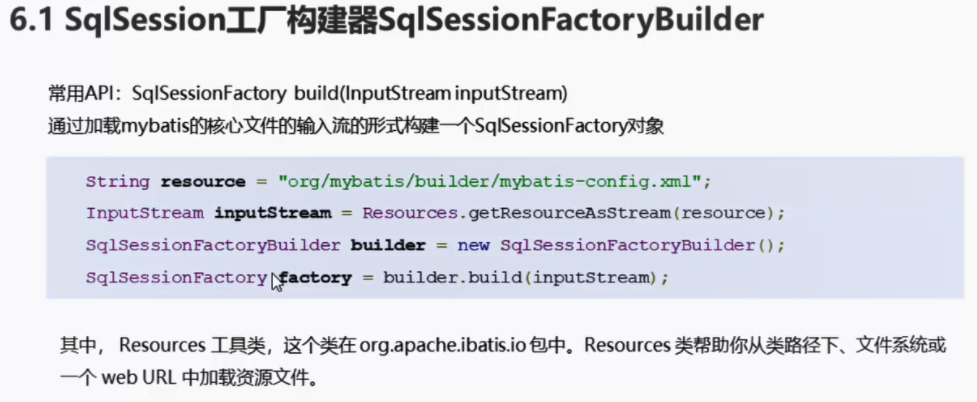 6.1 SqlSession工厂构建器SqlSessionFactoryBuilder
常用API：SqlSessionFactory build(InputStream inputStream)
通过加载mybatis的核心文件的输入流的形式构建一个SqlSessionFactory对象
String resource = "org/mybatis/builder/mybatis-config.xml";
InputStream inputStream = Resources.getResourceAsStream(resource);
SqlSessionFactoryBuilder builder = new SqlSessionFactoryBuilder();
SqlSessionFactory factory = builder.build(inputStream);
其中， Resources 工具类，这个类在 org.apache.ibatis.io 包中。Resources 类帮助你从类路径下、文件系统或
一个 web URL 中加载资源文件。